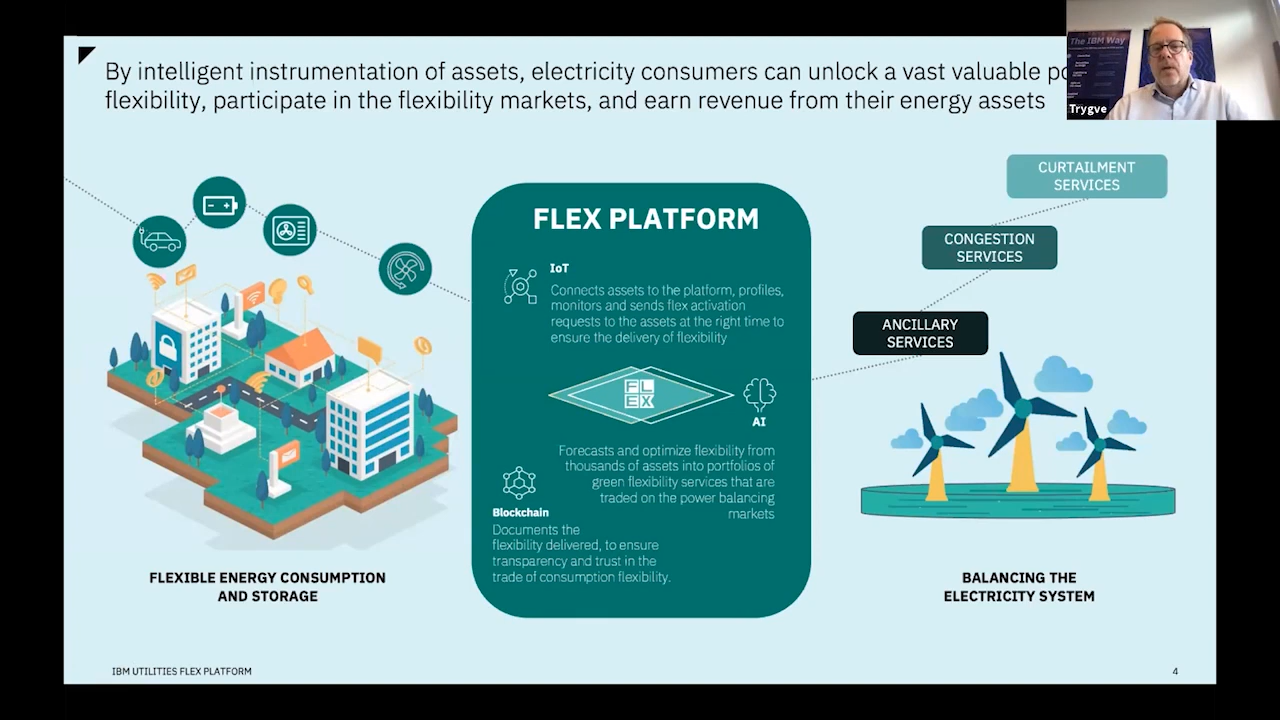 By intelligent instrumentation of assets, electricity consumers can unlock a vast valuable
flexibility, participate in the flexibility markets, and earn revenue from their energy assets
The IBM Way
Trygve
CURTAILMENT
SERVICES
CONGESTION
SERVICES
ANCILLARY
SERVICES
FLEX PLATFORM
IoT
Connects assets to the platform, profiles,
monitors and sends flex activation
requests to the assets at the right time to
ensure the delivery of flexibility
FL
EX
AI
Forecasts and optimize flexibility from
thousands of assets into portfolios of
green flexibility services that are
traded on the power balancing
markets
Blockchain
Documents the
flexibility delivered, to ensure
transparency and trust in the
trade of consumption flexibility.
FLEXIBLE ENERGY CONSUMPTION
AND STORAGE
BALANCING THE
ELECTRICITY SYSTEM
IBM UTILITIES FLEX PLATFORM
4